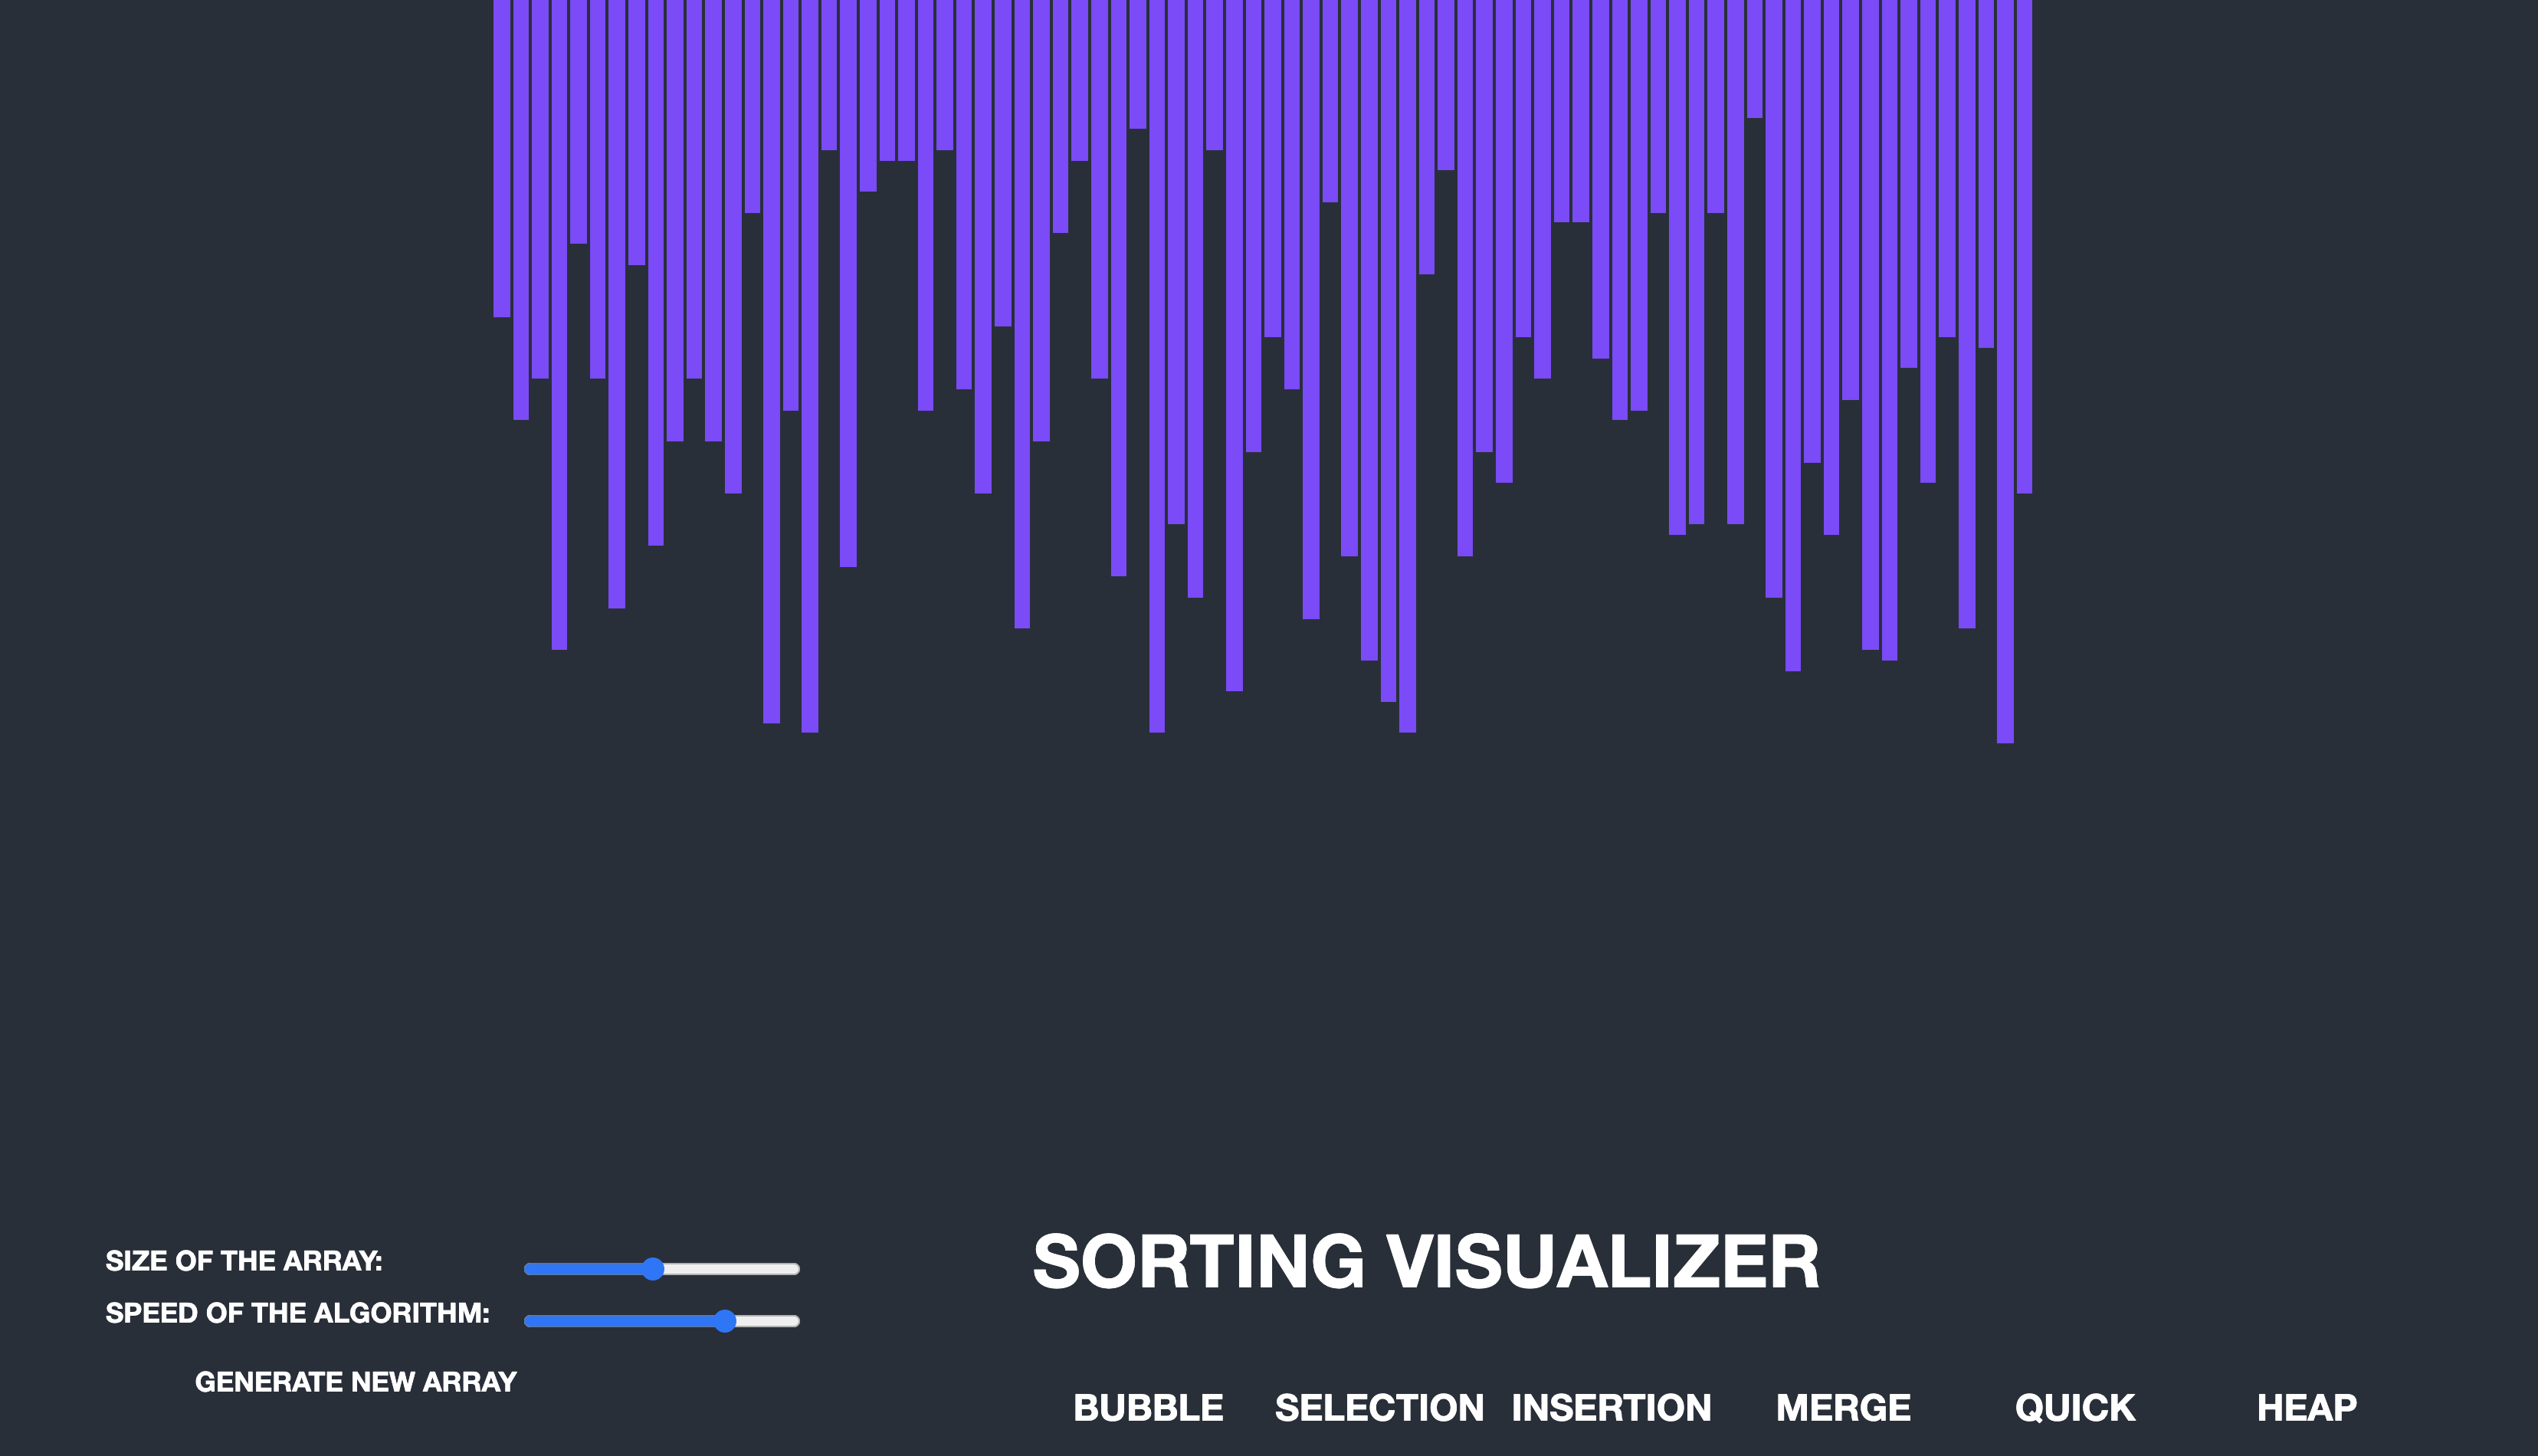 SIZE OF THE ARRAY:
SPEED OF THE ALGORITHM:
GENERATE NEW ARRAY
SORTING VISUALIZER
BUBBLE SELECTION INSERTION MERGE QUICK HEAP